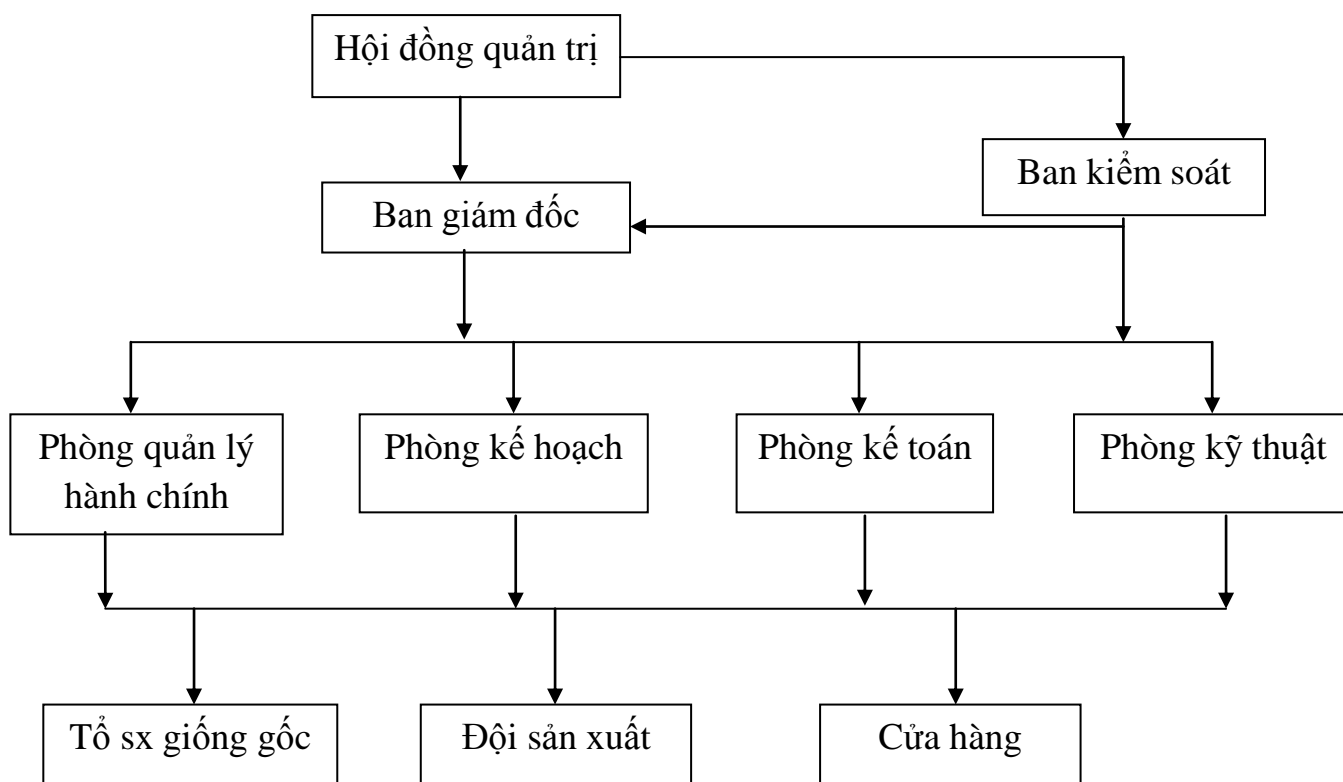 Hội đồng quản trị
Ban kiểm soát
Ban giám đốc
Phòng quản lý
hành chính
Phòng kế hoạch
Phòng kế toán
Phòng kỹ thuật
Tổ sx giống gốc
Đội sản xuất
Cửa hàng